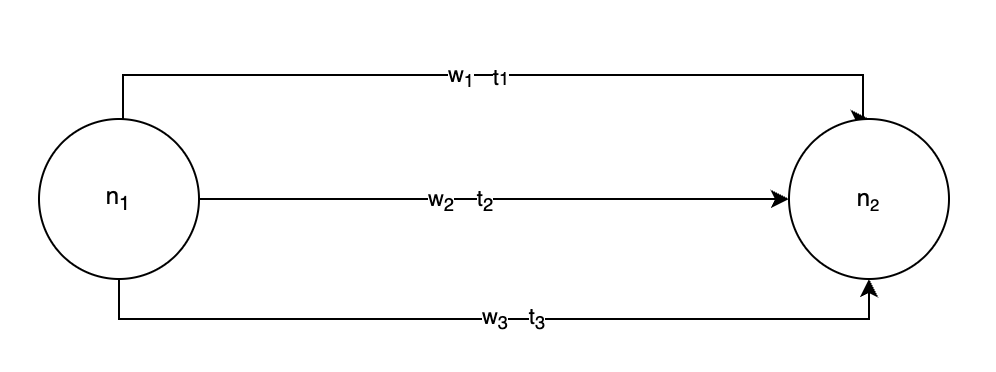 w₁ t₁
n₁
w₂ t₂
n₂
w₃ t₃